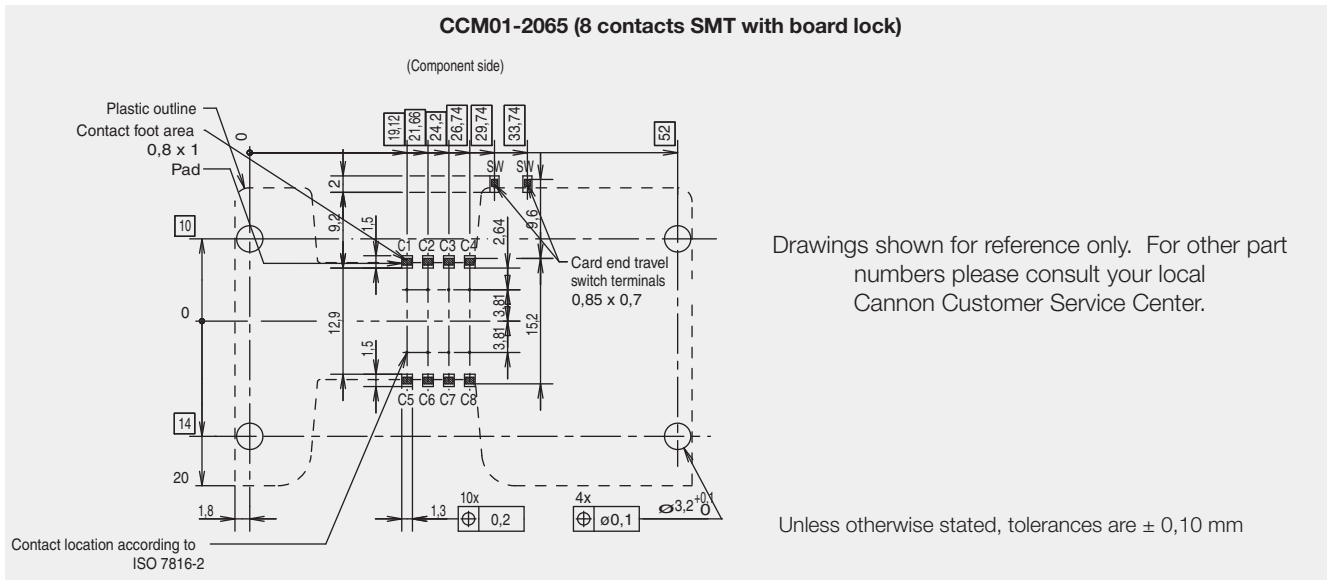 CCM01-2065 (8 contacts SMT with board lock)
(Component side)
Plastic outline
Contact foot area
0,8 x 1
Pad
0
19,12
21,66
24,2
26,74
29,74
33,74
52
SW
SW
2
9,2
1,5
2,64
9,6
10
C1 C2 C3 C4
Card end travel
switch terminals
0,85 x 0,7
Drawings shown for reference only. For other part
numbers please consult your local
Cannon Customer Service Center.
0
12,9
3,81
3,81
15,2
1,5
C5 C6 C7 C8
14
20
1,8
1,3
10x
⌖ 0,2
4x
⌖ ø0,1
ø3,2 +0,1 0
Unless otherwise stated, tolerances are ± 0,10 mm
Contact location according to
ISO 7816-2